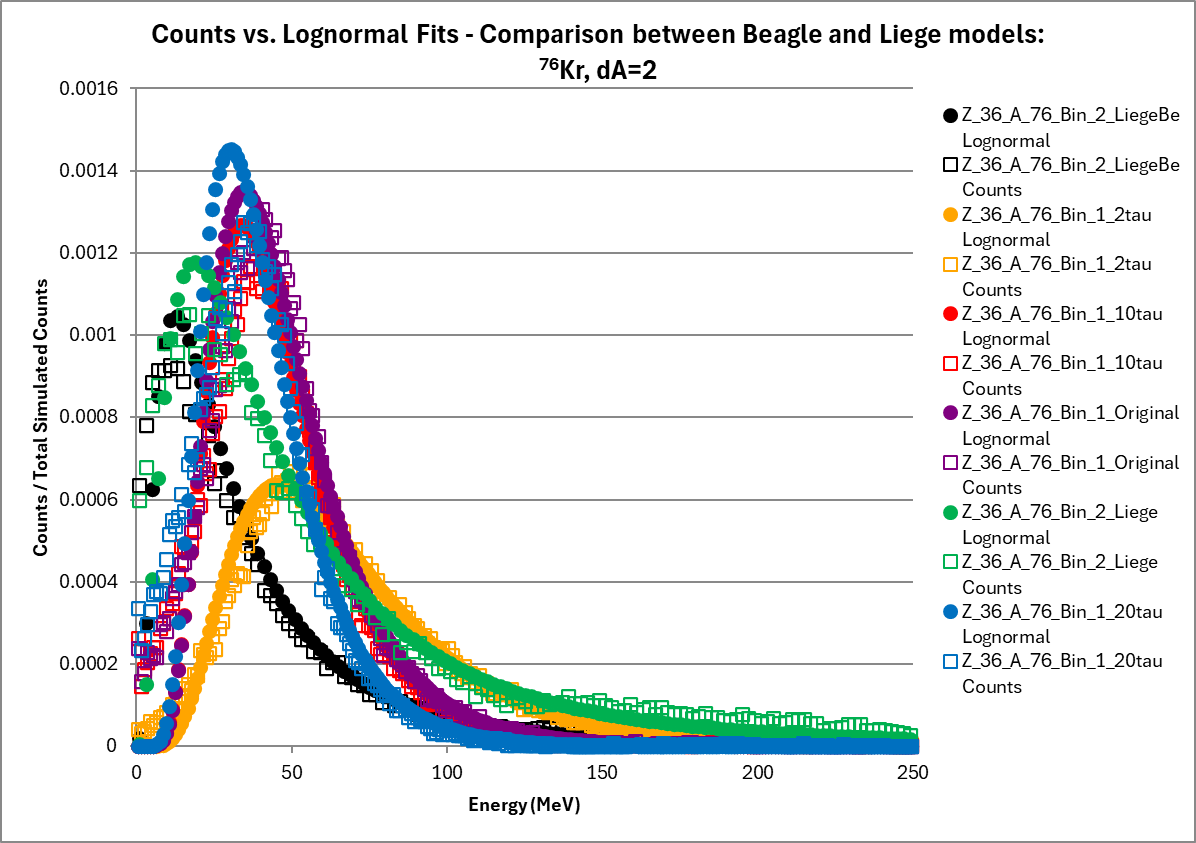 Counts vs. Lognormal Fits - Comparison between Beagle and Liege models:
⁷⁶Kr, dA=2
0.0016
0.0014
0.0012
0.001
0.0008
0.0006
0.0004
0.0002
0
Counts / Total Simulated Counts
0 50 100 150 200 250
Energy (MeV)
Z_36_A_76_Bin_2_LiegeBe
Lognormal
Z_36_A_76_Bin_2_LiegeBe
Counts
Z_36_A_76_Bin_1_2tau
Lognormal
Z_36_A_76_Bin_1_2tau
Counts
Z_36_A_76_Bin_1_10tau
Lognormal
Z_36_A_76_Bin_1_10tau
Counts
Z_36_A_76_Bin_1_Original
Lognormal
Z_36_A_76_Bin_1_Original
Counts
Z_36_A_76_Bin_2_Liege
Lognormal
Z_36_A_76_Bin_2_Liege
Counts
Z_36_A_76_Bin_1_20tau
Lognormal
Z_36_A_76_Bin_1_20tau
Counts